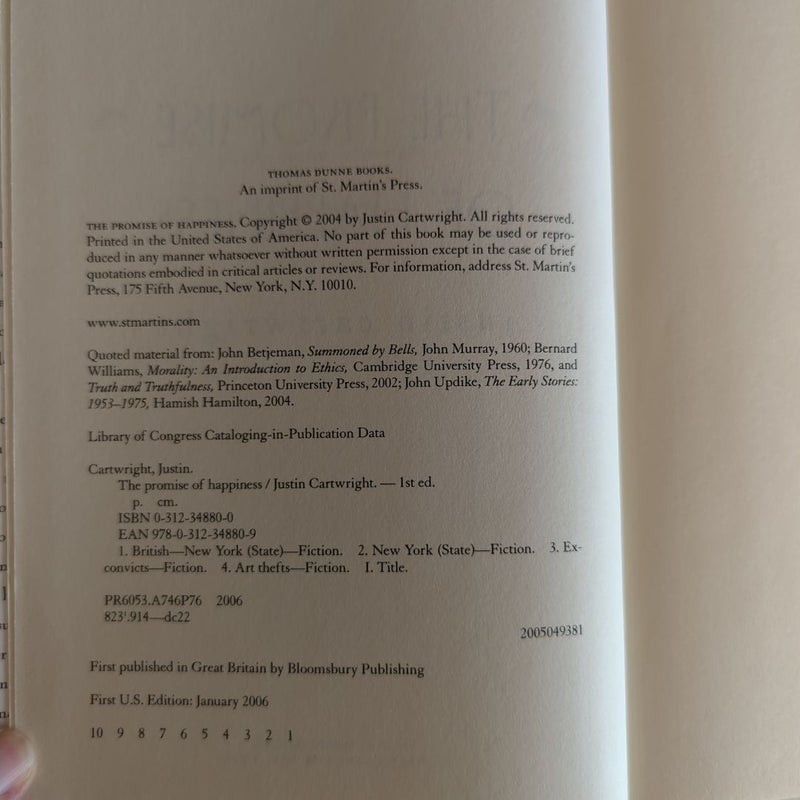 THOMAS DUNNE BOOKS.
An imprint of St. Martin's Press.
THE PROMISE OF HAPPINESS. Copyright © 2004 by Justin Cartwright. All rights reserved.
Printed in the United States of America. No part of this book may be used or repro-
duced in any manner whatsoever without written permission except in the case of brief
quotations embodied in critical articles or reviews. For information, address St. Martin's
Press, 175 Fifth Avenue, New York, N.Y. 10010.
www.stmartins.com
Quoted material from: John Betjeman, Summoned by Bells, John Murray, 1960; Bernard
Williams, Morality: An Introduction to Ethics, Cambridge University Press, 1976, and
Truth and Truthfulness, Princeton University Press, 2002; John Updike, The Early Stories:
1953–1975, Hamish Hamilton, 2004.
Library of Congress Cataloging-in-Publication Data
Cartwright, Justin.
The promise of happiness / Justin Cartwright. — 1st ed.
p. cm.
ISBN 0-312-34880-0
EAN 978-0-312-34880-9
1. British—New York (State)—Fiction. 2. New York (State)—Fiction. 3. Ex-
convicts—Fiction. 4. Art thefts—Fiction. I. Title.
PR6053.A746P76 2006
823'.914—dc22
2005049381
First published in Great Britain by Bloomsbury Publishing
First U.S. Edition: January 2006
10 9 8 7 6 5 4 3 2 1